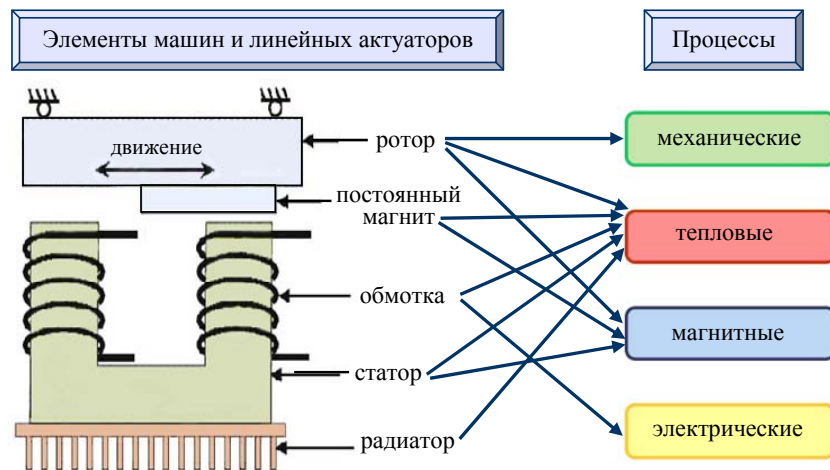 Элементы машин и линейных актуаторов
Процессы
движение
ротор
постоянный
магнит
обмотка
статор
радиатор
механические
тепловые
магнитные
электрические